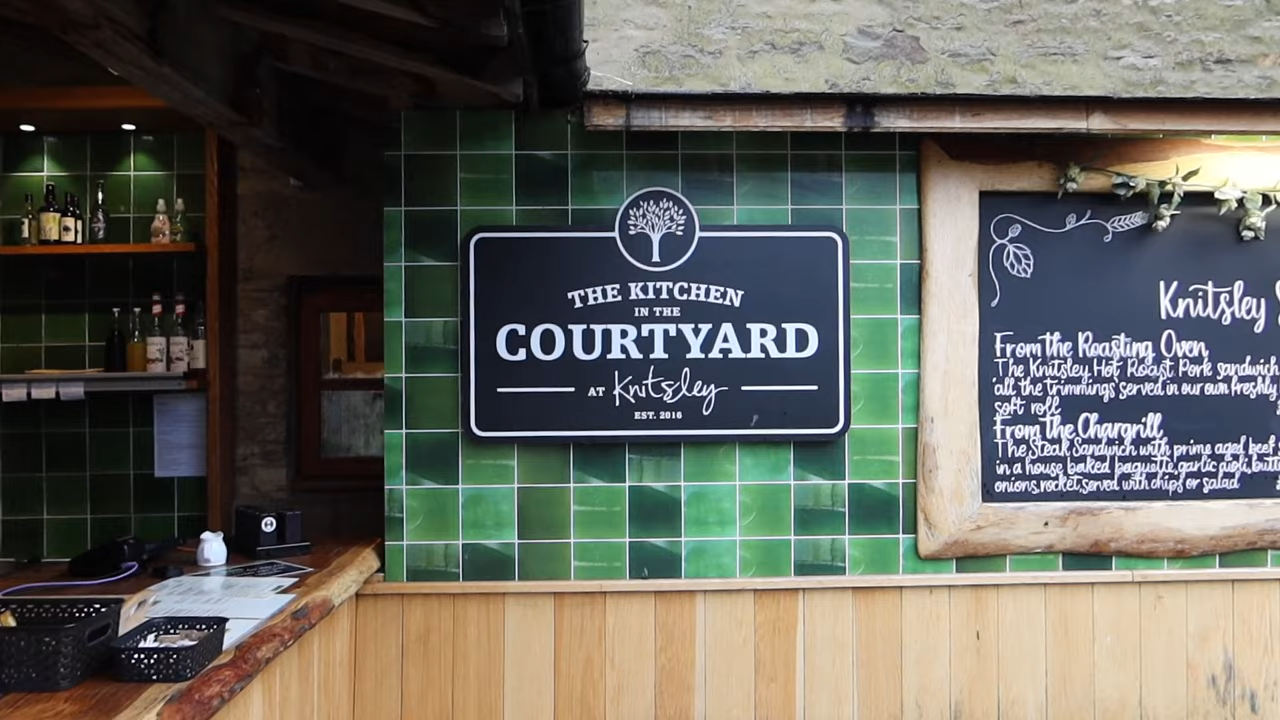 THE KITCHEN
IN THE
COURTYARD
AT Knitsley
EST. 2016
Knitsley
From the Roasting Oven
The Knitsley Hot Roast Pork sandwich
'all the trimmings' served in our own freshly
soft roll
From the Chargrill
The Steak Sandwich with prime aged beef
in a house baked baguette, garlic aioli, butt
onions, rocket, served with chips or salad